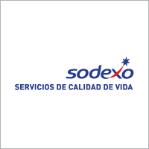 sodexo
SERVICIOS DE CALIDAD DE VIDA